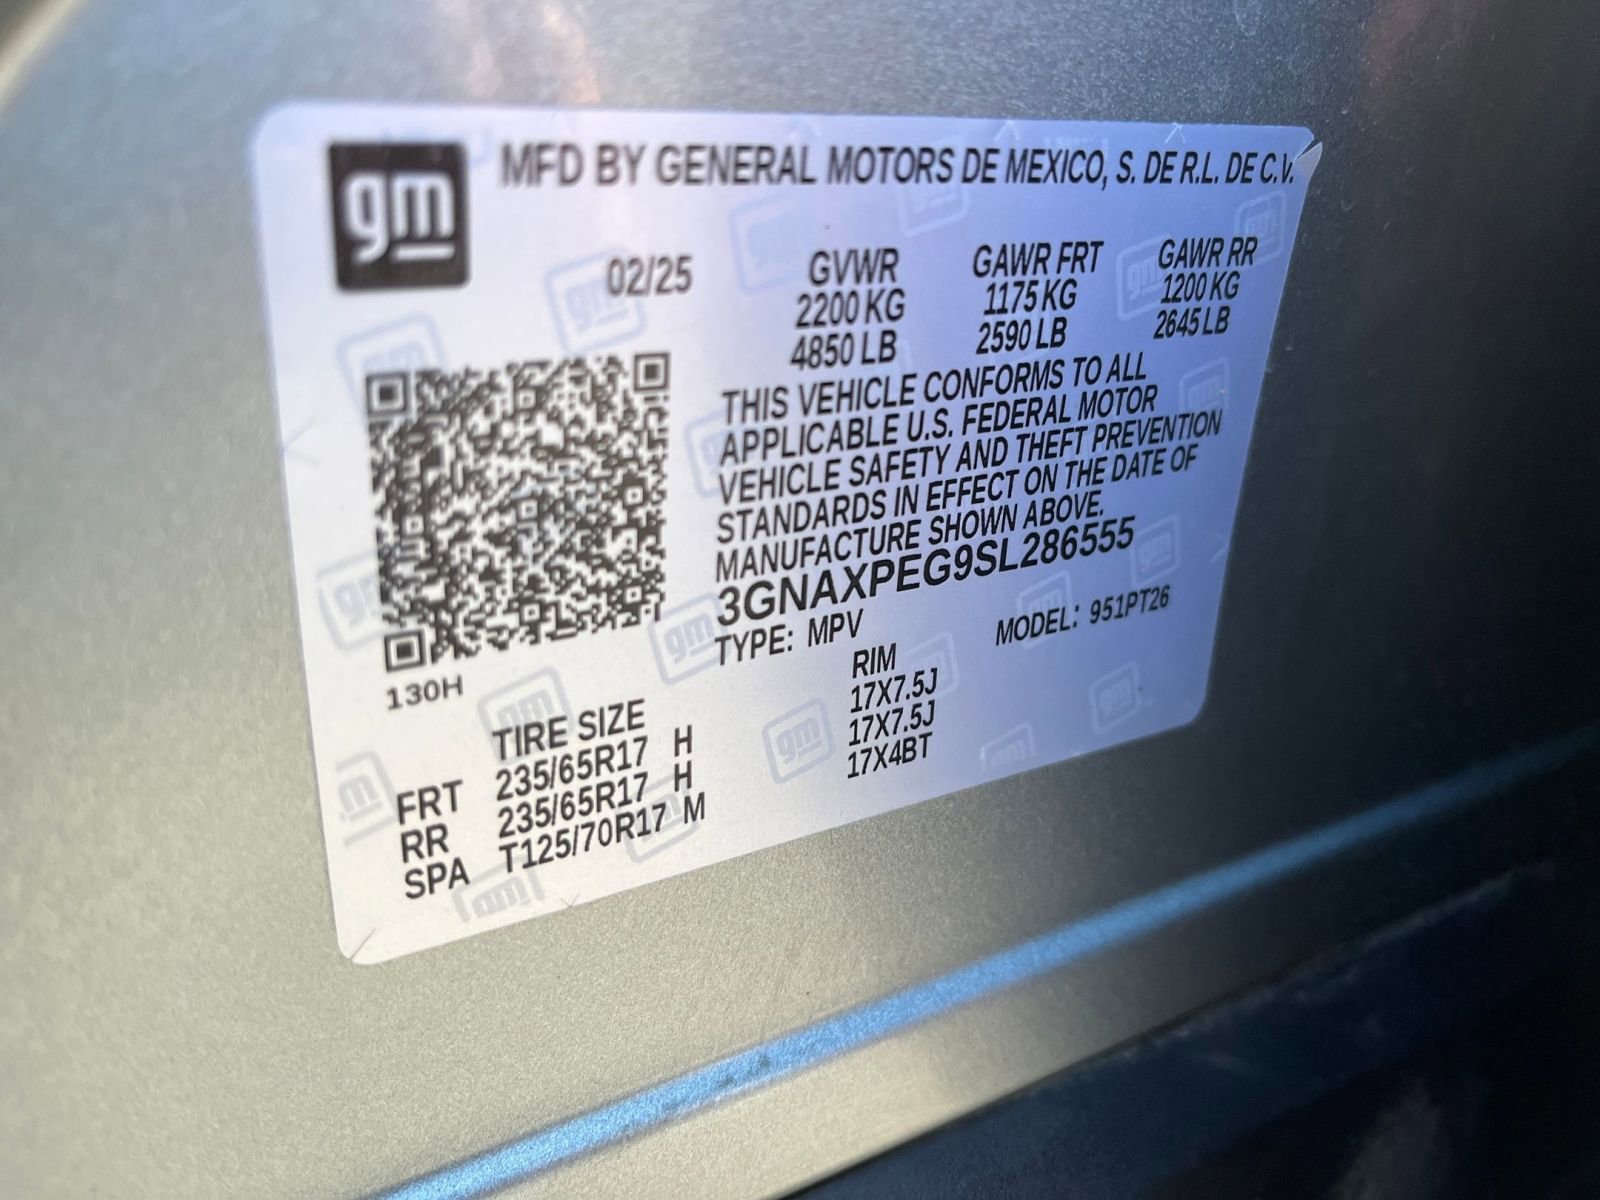 gm
MFD BY GENERAL MOTORS DE MEXICO, S. DE R.L. DE C.V.
02/25
GVWR GAWR FRT GAWR RR
2200 KG 1175 KG 1200 KG
4850 LB 2590 LB 2645 LB
THIS VEHICLE CONFORMS TO ALL
APPLICABLE U.S. FEDERAL MOTOR
VEHICLE SAFETY AND THEFT PREVENTION
STANDARDS IN EFFECT ON THE DATE OF
MANUFACTURE SHOWN ABOVE.
3GNAXPEG9SL286555
TYPE: MPV MODEL: 951PT26
130H
TIRE SIZE RIM
FRT 235/65R17 H 17X7.5J
RR 235/65R17 H 17X7.5J
SPA T125/70R17 M 17X4BT